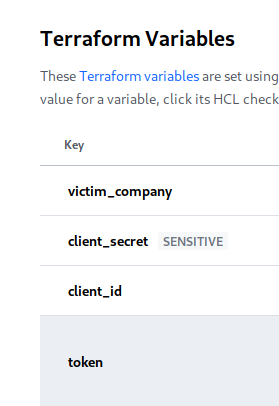 Terraform Variables
These Terraform variables are set using
value for a variable, click its HCL check
Key
victim_company
client_secret SENSITIVE
client_id
token